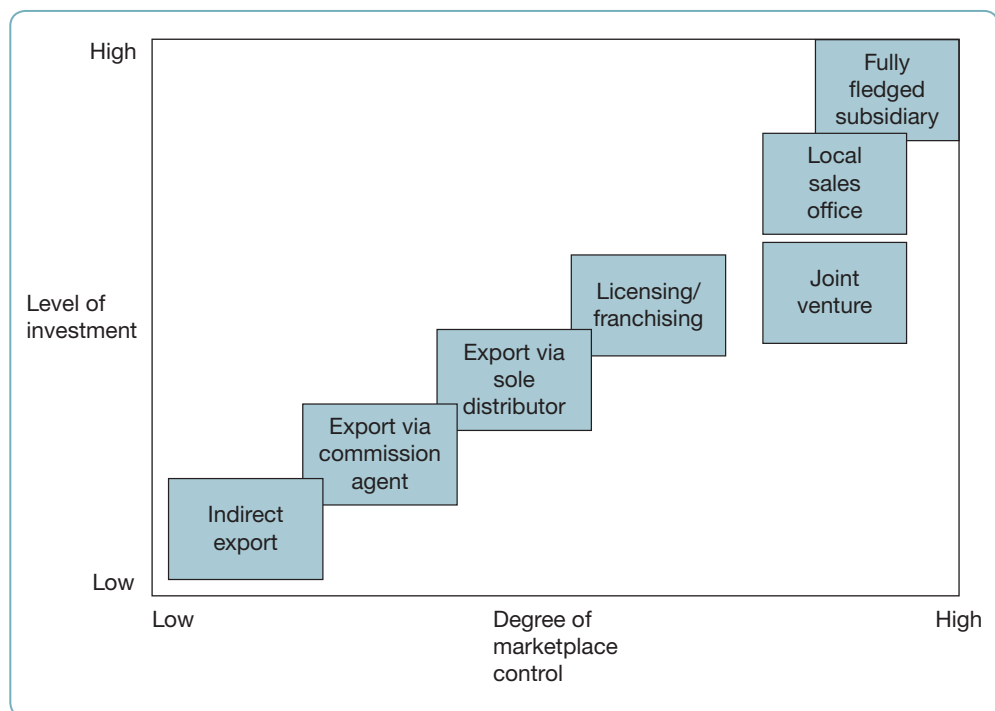 High
Fully
fledged
subsidiary
Local
sales
office
Licensing/
franchising
Joint
venture
Level of
investment
Export via
sole
distributor
Export via
commission
agent
Indirect
export
Low
Low
Degree of
marketplace
control
High